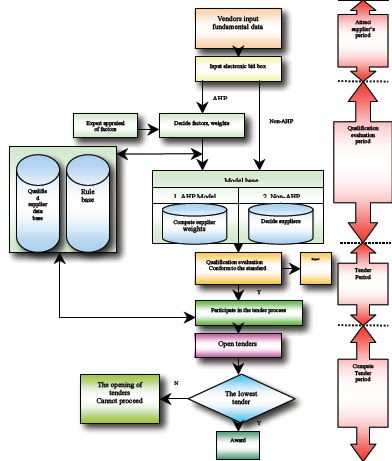 Vendors input
fundamental data
Attract
supplier's
period
Input electronic bid box
AHP
Non-AHP
Expert appraisal
of factors
Decide factors, weights
Qualification
evaluation
period
Qualifie
d
supplier
data
base
Rule
base
Model base
1. AHP Model
2. Non-AHP
Compute supplier
weights
Decide suppliers
Qualification evaluation
Conform to the standard
Tender
Period
Y
Participate in the tender process
Open tenders
Compete
Tender
period
The opening of
tenders
Cannot proceed
N
The lowest
tender
Y
Award